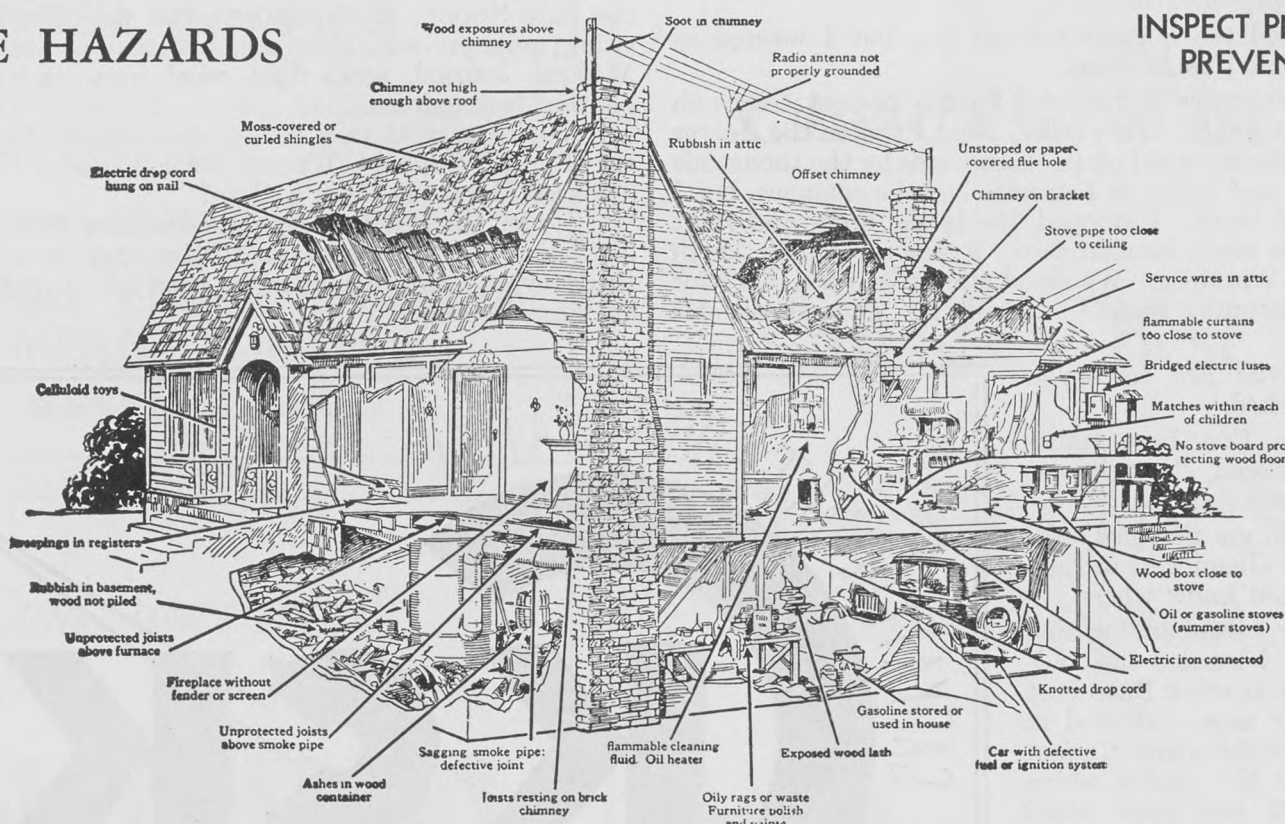 E HAZARDS
INSPECT PR
PREVEN
Wood exposures above
chimney
Soot in chimney
Radio antenna not
properly grounded
Chimney not high
enough above roof
Moss-covered or
curled shingles
Rubbish in attic
Unstopped or paper-
covered flue hole
Electric drop cord
hung on nail
Offset chimney
Chimney on bracket
Stove pipe too close
to ceiling
Service wires in attic
flammable curtains
too close to stove
Bridged electric fuses
Celluloid toys
Matches within reach
of children
No stove board pro
tecting wood floor
Sweepings in registers
Rubbish in basement,
wood not piled
Wood box close to
stove
Unprotected joists
above furnace
Oil or gasoline stoves
(summer stoves)
Fireplace without
fender or screen
Electric iron connected
Knotted drop cord
Unprotected joists
above smoke pipe
Gasoline stored or
used in house
GAS
Sagging smoke pipe:
defective joint
flammable cleaning
fluid. Oil heater
Exposed wood lath
Car with defective
fuel or ignition system
Ashes in wood
container
Joists resting on brick
chimney
Oily rags or waste
Furniture polish
and paints